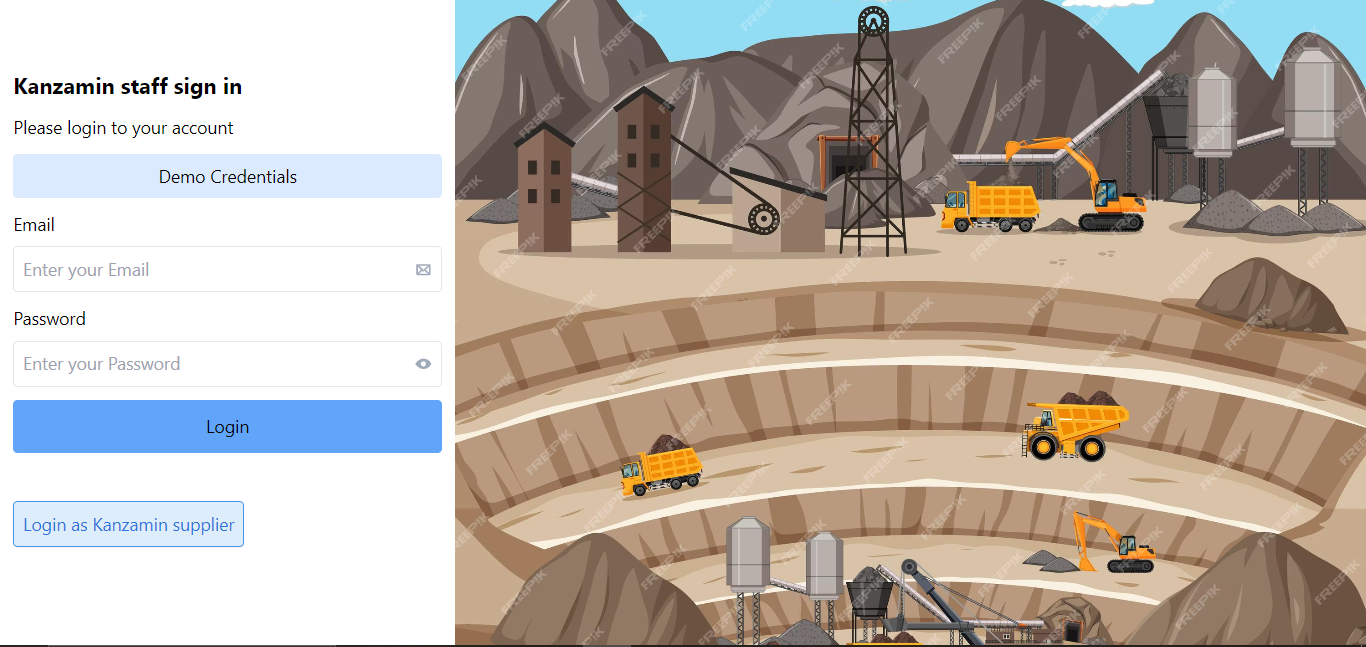 Kanzamin staff sign in
Please login to your account
Demo Credentials
Email
Enter your Email
Password
Enter your Password
Login
Login as Kanzamin supplier
FREEPIK